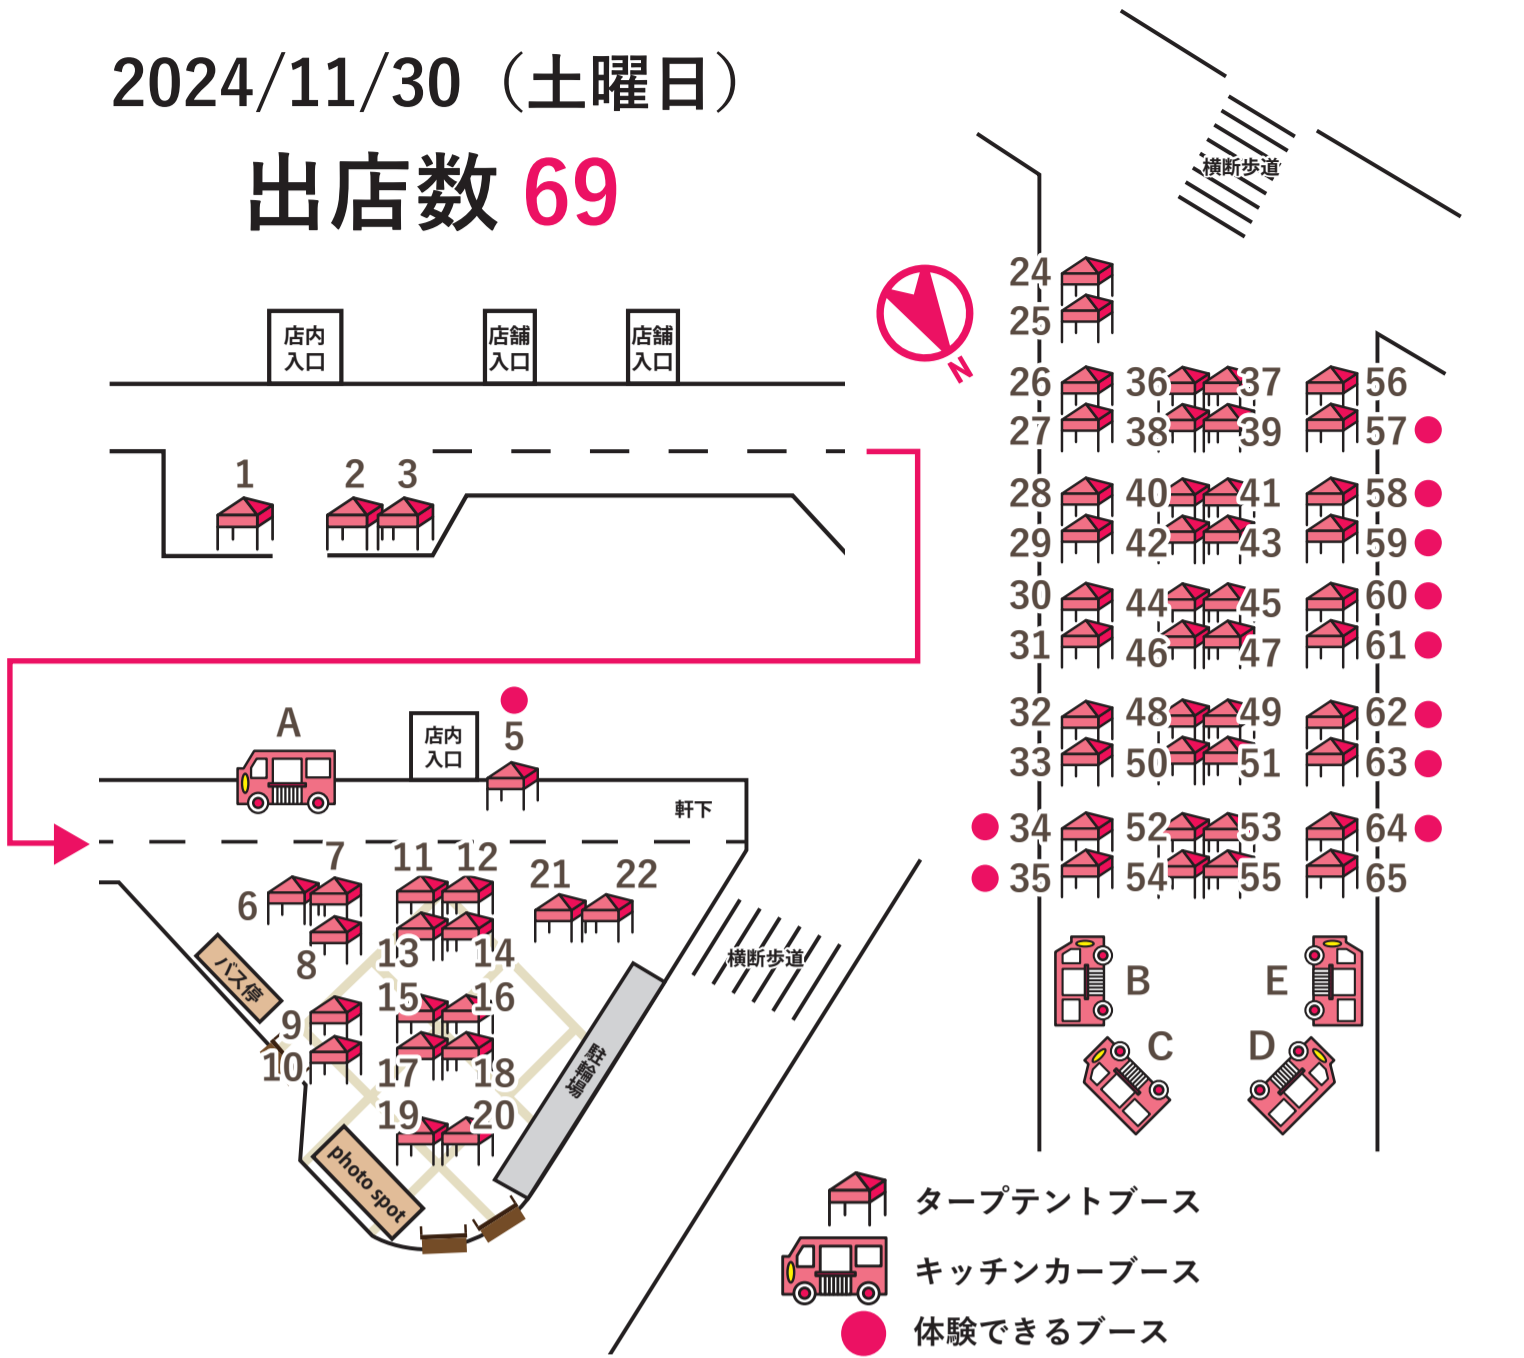 2024/11/30（土曜日）
出店数 69
店内
入口
店舗
入口
店舗
入口
1
2
3
A
店内
入口
5
軒下
6
7
8
9
10
11
12
13
14
15
16
17
18
19
20
21
22
バス停
photo spot
駐輪場
横断歩道
N
横断歩道
24
25
26 36 37 56
27 38 39 57
28 40 41 58
29 42 43 59
30 44 45 60
31 46 47 61
32 48 49 62
33 50 51 63
34 52 53 64
35 54 55 65
B E
C D
タープテントブース
キッチンカーブース
体験できるブース